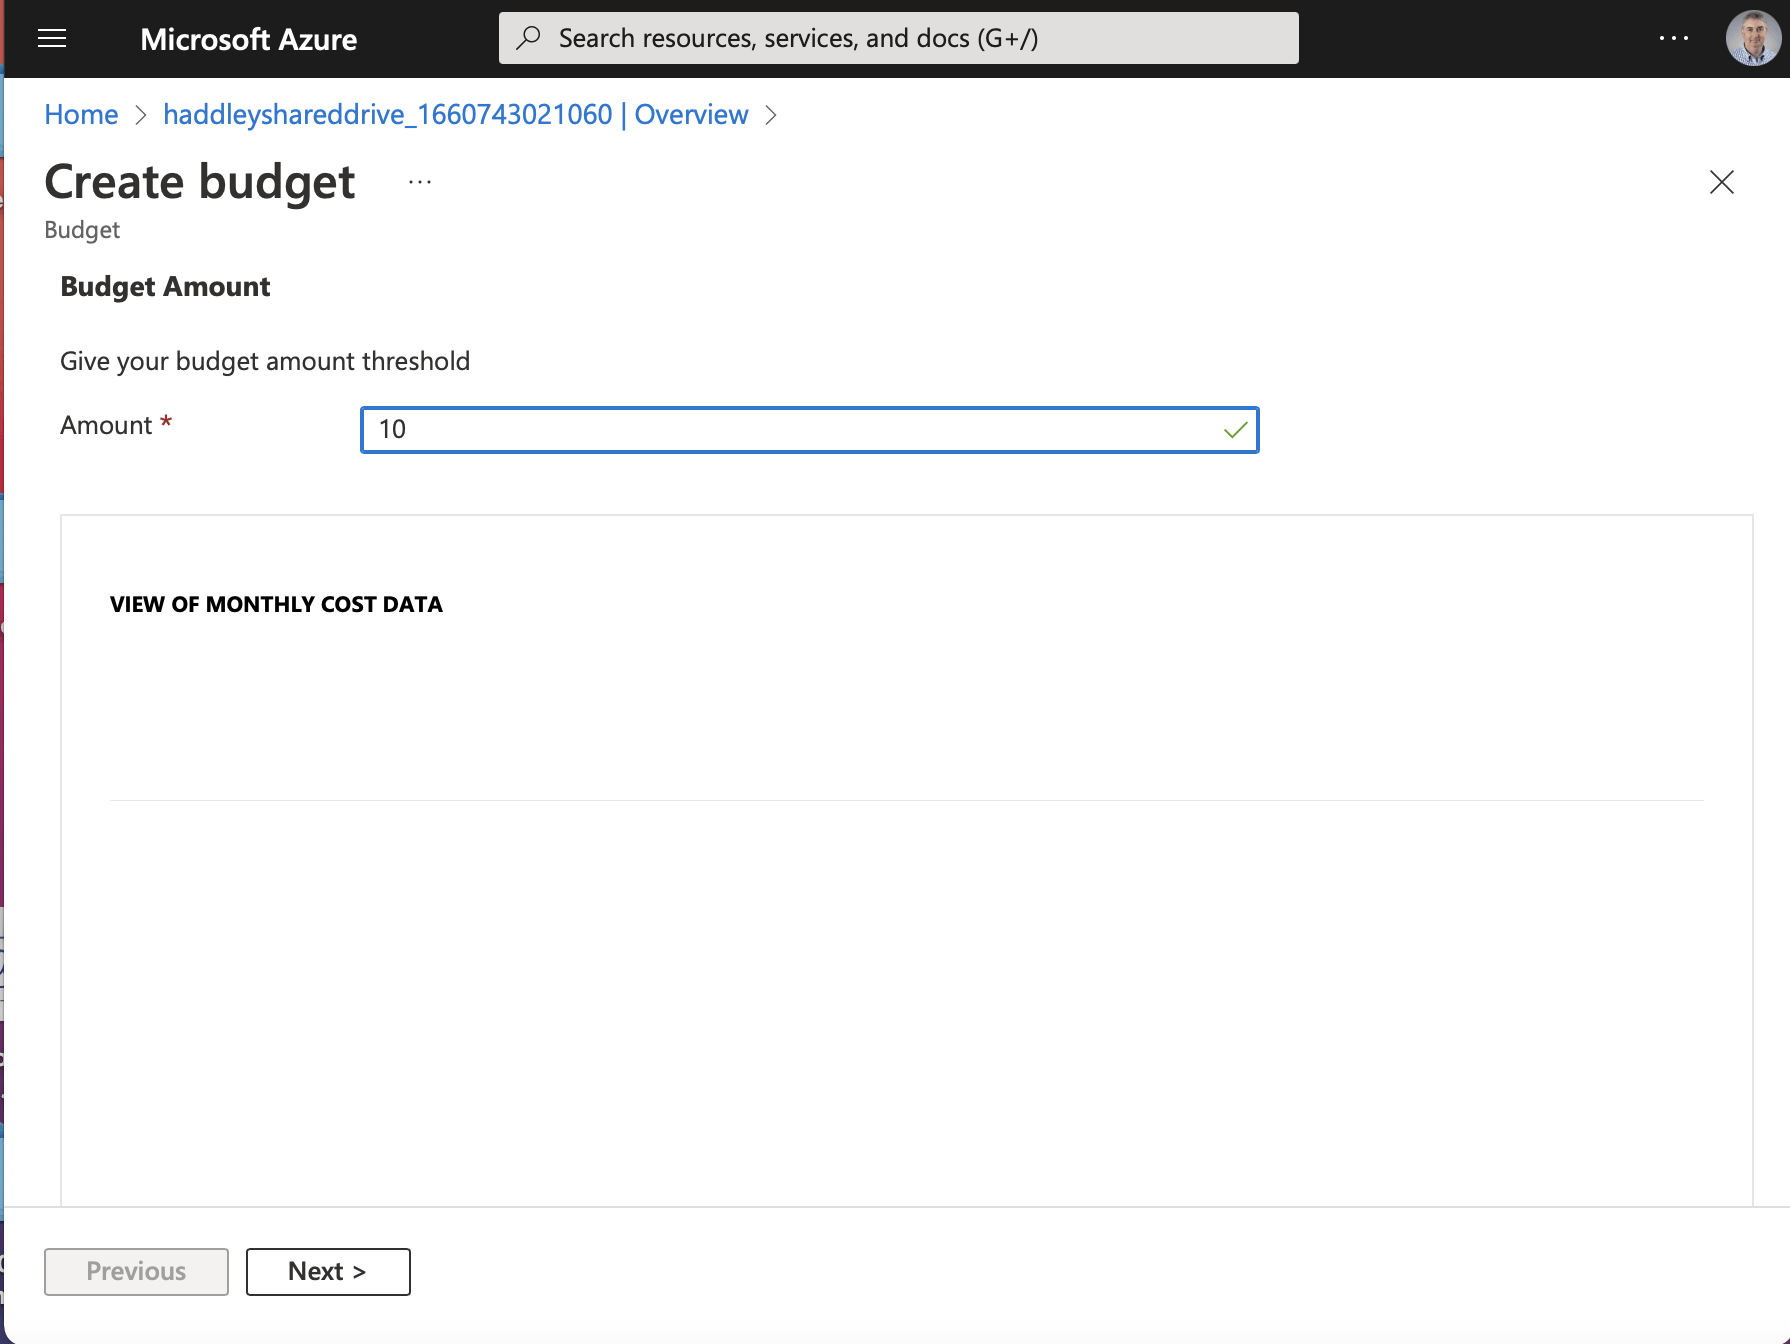 Microsoft Azure
Search resources, services, and docs (G+/)
Home > haddleyshareddrive_1660743021060 | Overview >
Create budget ...
Budget
Budget Amount
Give your budget amount threshold
Amount *
10
VIEW OF MONTHLY COST DATA
Previous
Next >